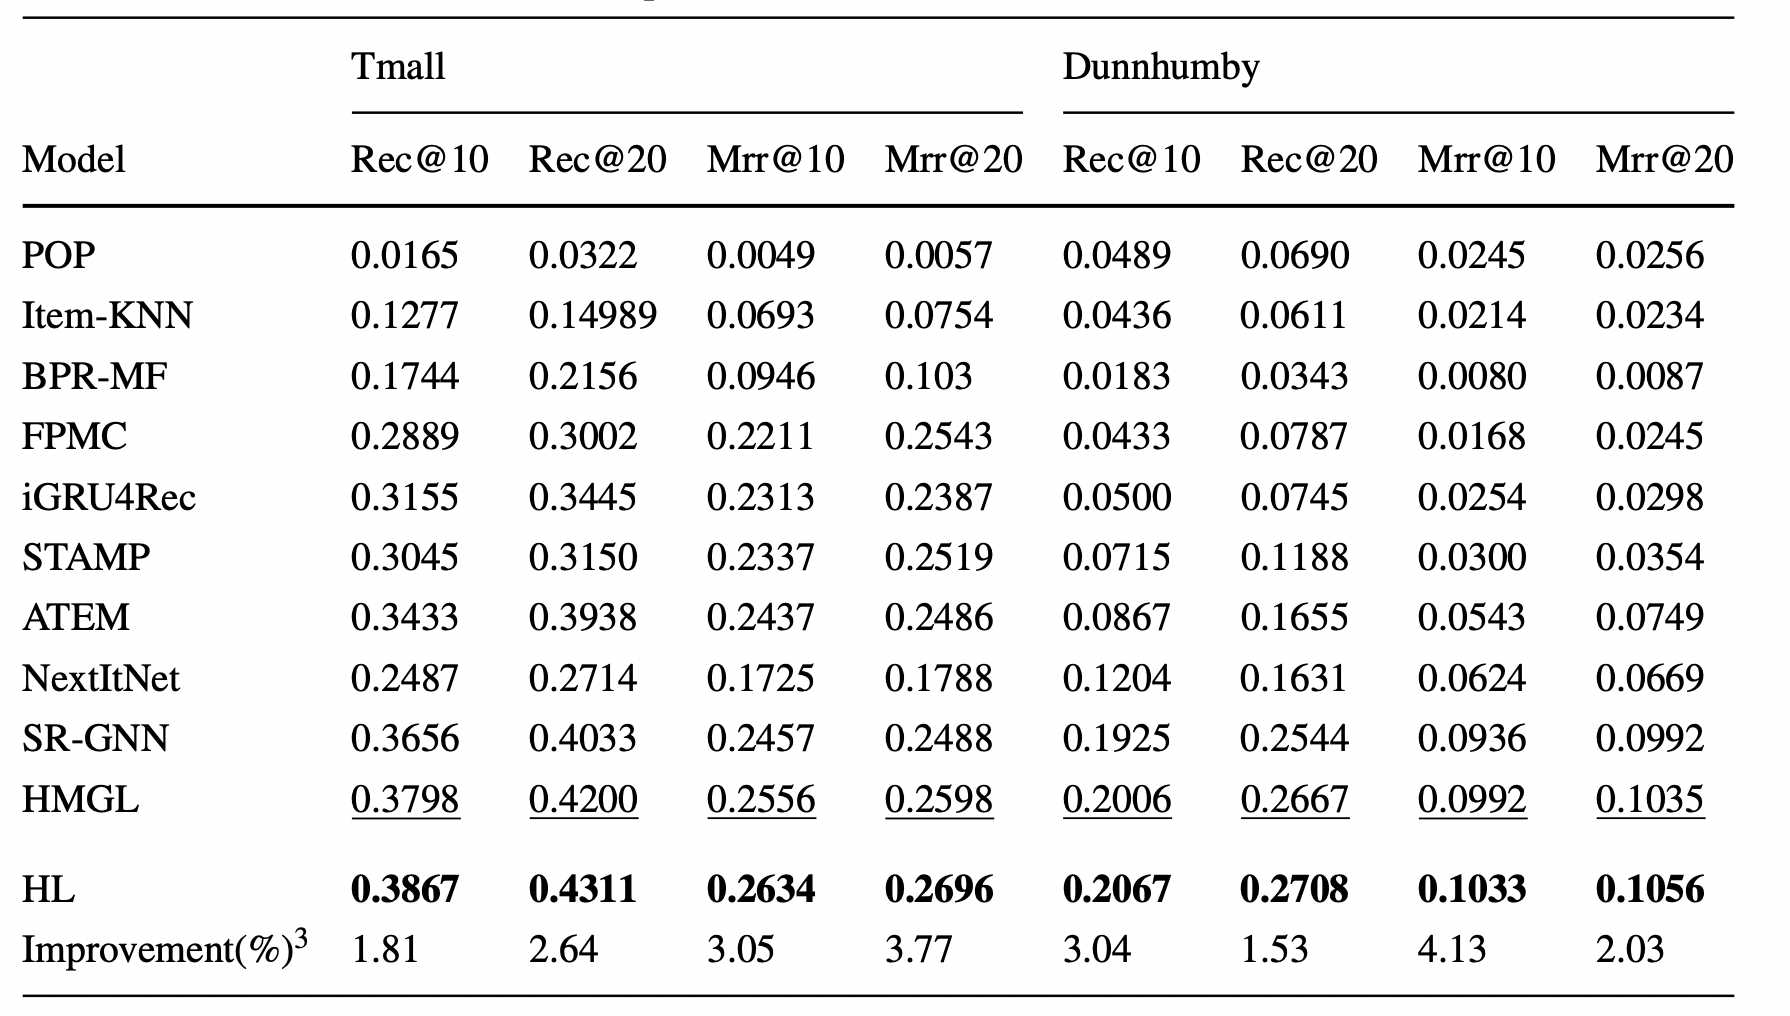 Tmall Dunnhumby
Model Rec@10 Rec@20 Mrr@10 Mrr@20 Rec@10 Rec@20 Mrr@10 Mrr@20
POP 0.0165 0.0322 0.0049 0.0057 0.0489 0.0690 0.0245 0.0256
Item-KNN 0.1277 0.14989 0.0693 0.0754 0.0436 0.0611 0.0214 0.0234
BPR-MF 0.1744 0.2156 0.0946 0.103 0.0183 0.0343 0.0080 0.0087
FPMC 0.2889 0.3002 0.2211 0.2543 0.0433 0.0787 0.0168 0.0245
iGRU4Rec 0.3155 0.3445 0.2313 0.2387 0.0500 0.0745 0.0254 0.0298
STAMP 0.3045 0.3150 0.2337 0.2519 0.0715 0.1188 0.0300 0.0354
ATEM 0.3433 0.3938 0.2437 0.2486 0.0867 0.1655 0.0543 0.0749
NextItNet 0.2487 0.2714 0.1725 0.1788 0.1204 0.1631 0.0624 0.0669
SR-GNN 0.3656 0.4033 0.2457 0.2488 0.1925 0.2544 0.0936 0.0992
HMGL 0.3798 0.4200 0.2556 0.2598 0.2006 0.2667 0.0992 0.1035
HL 0.3867 0.4311 0.2634 0.2696 0.2067 0.2708 0.1033 0.1056
Improvement(%)³ 1.81 2.64 3.05 3.77 3.04 1.53 4.13 2.03